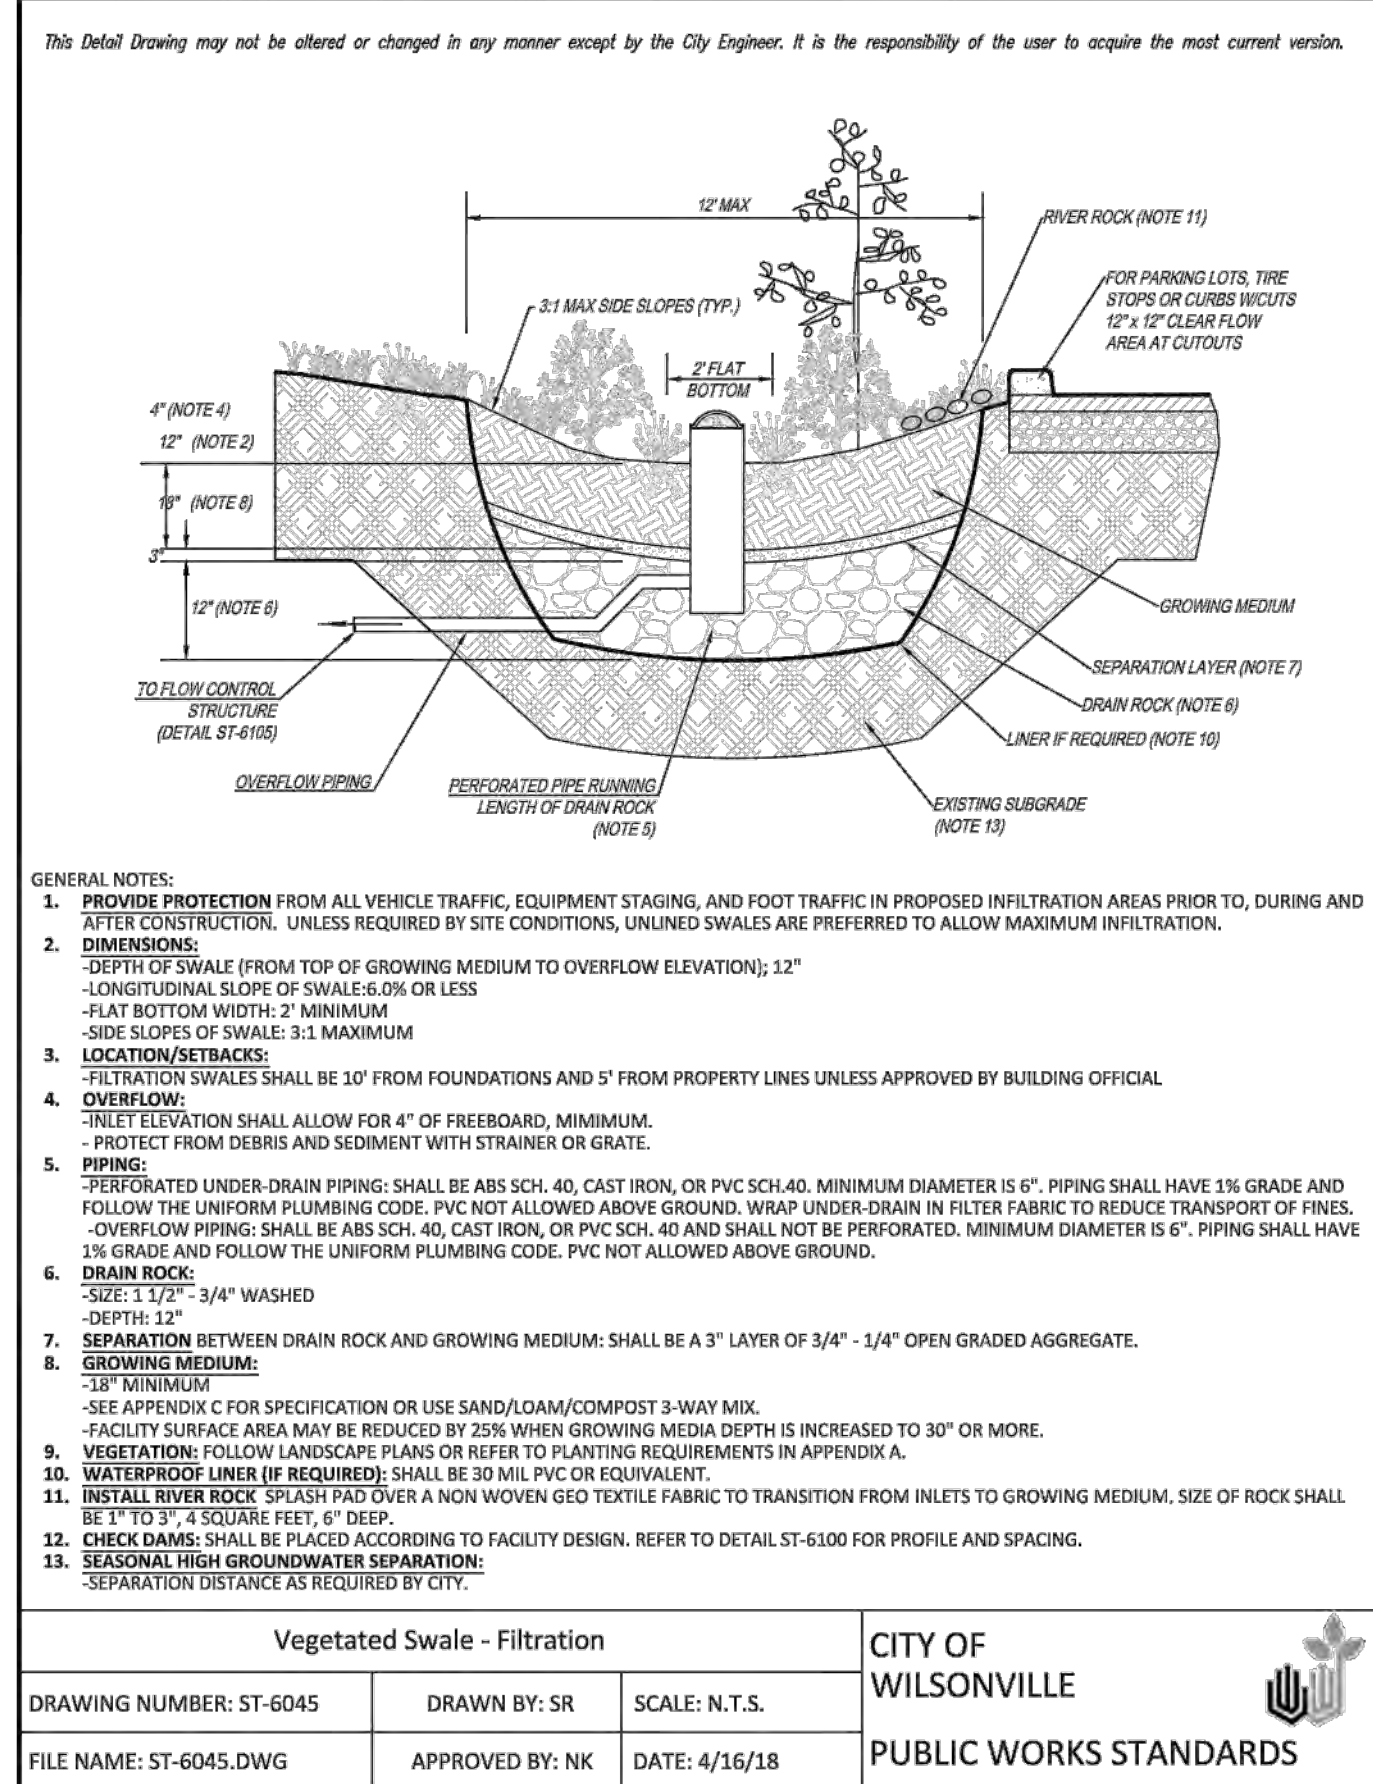 This Detail Drawing may not be altered or changed in any manner except by the City Engineer. It is the responsibility of the user to acquire the most current version.
12' MAX
RIVER ROCK (NOTE 11)
FOR PARKING LOTS, TIRE
STOPS OR CURBS W/CUTS
12" x 12" CLEAR FLOW
AREA AT CUTOUTS
3:1 MAX SIDE SLOPES (TYP.)
2' FLAT
BOTTOM
4" (NOTE 4)
12" (NOTE 2)
18" (NOTE 8)
3"
12" (NOTE 6)
GROWING MEDIUM
SEPARATION LAYER (NOTE 7)
DRAIN ROCK (NOTE 6)
LINER IF REQUIRED (NOTE 10)
TO FLOW CONTROL
STRUCTURE
(DETAIL ST-6105)
OVERFLOW PIPING
PERFORATED PIPE RUNNING
LENGTH OF DRAIN ROCK
(NOTE 5)
EXISTING SUBGRADE
(NOTE 13)
GENERAL NOTES:
1. PROVIDE PROTECTION FROM ALL VEHICLE TRAFFIC, EQUIPMENT STAGING, AND FOOT TRAFFIC IN PROPOSED INFILTRATION AREAS PRIOR TO, DURING AND
AFTER CONSTRUCTION. UNLESS REQUIRED BY SITE CONDITIONS, UNLINED SWALES ARE PREFERRED TO ALLOW MAXIMUM INFILTRATION.
2. DIMENSIONS:
-DEPTH OF SWALE (FROM TOP OF GROWING MEDIUM TO OVERFLOW ELEVATION); 12"
-LONGITUDINAL SLOPE OF SWALE:6.0% OR LESS
-FLAT BOTTOM WIDTH: 2' MINIMUM
-SIDE SLOPES OF SWALE: 3:1 MAXIMUM
3. LOCATION/SETBACKS:
-FILTRATION SWALES SHALL BE 10' FROM FOUNDATIONS AND 5' FROM PROPERTY LINES UNLESS APPROVED BY BUILDING OFFICIAL
4. OVERFLOW:
-INLET ELEVATION SHALL ALLOW FOR 4" OF FREEBOARD, MIMIMUM.
- PROTECT FROM DEBRIS AND SEDIMENT WITH STRAINER OR GRATE.
5. PIPING:
-PERFORATED UNDER-DRAIN PIPING: SHALL BE ABS SCH. 40, CAST IRON, OR PVC SCH.40. MINIMUM DIAMETER IS 6". PIPING SHALL HAVE 1% GRADE AND
FOLLOW THE UNIFORM PLUMBING CODE. PVC NOT ALLOWED ABOVE GROUND. WRAP UNDER-DRAIN IN FILTER FABRIC TO REDUCE TRANSPORT OF FINES.
-OVERFLOW PIPING: SHALL BE ABS SCH. 40, CAST IRON, OR PVC SCH. 40 AND SHALL NOT BE PERFORATED. MINIMUM DIAMETER IS 6". PIPING SHALL HAVE
1% GRADE AND FOLLOW THE UNIFORM PLUMBING CODE. PVC NOT ALLOWED ABOVE GROUND.
6. DRAIN ROCK:
-SIZE: 1 1/2" - 3/4" WASHED
-DEPTH: 12"
7. SEPARATION BETWEEN DRAIN ROCK AND GROWING MEDIUM: SHALL BE A 3" LAYER OF 3/4" - 1/4" OPEN GRADED AGGREGATE.
8. GROWING MEDIUM:
-18" MINIMUM
-SEE APPENDIX C FOR SPECIFICATION OR USE SAND/LOAM/COMPOST 3-WAY MIX.
-FACILITY SURFACE AREA MAY BE REDUCED BY 25% WHEN GROWING MEDIA DEPTH IS INCREASED TO 30" OR MORE.
9. VEGETATION: FOLLOW LANDSCAPE PLANS OR REFER TO PLANTING REQUIREMENTS IN APPENDIX A.
10. WATERPROOF LINER (IF REQUIRED): SHALL BE 30 MIL PVC OR EQUIVALENT.
11. INSTALL RIVER ROCK SPLASH PAD OVER A NON WOVEN GEO TEXTILE FABRIC TO TRANSITION FROM INLETS TO GROWING MEDIUM. SIZE OF ROCK SHALL
BE 1" TO 3", 4 SQUARE FEET, 6" DEEP.
12. CHECK DAMS: SHALL BE PLACED ACCORDING TO FACILITY DESIGN. REFER TO DETAIL ST-6100 FOR PROFILE AND SPACING.
13. SEASONAL HIGH GROUNDWATER SEPARATION:
-SEPARATION DISTANCE AS REQUIRED BY CITY.
Vegetated Swale - Filtration
DRAWING NUMBER: ST-6045
DRAWN BY: SR
SCALE: N.T.S.
FILE NAME: ST-6045.DWG
APPROVED BY: NK
DATE: 4/16/18
CITY OF
WILSONVILLE
PUBLIC WORKS STANDARDS